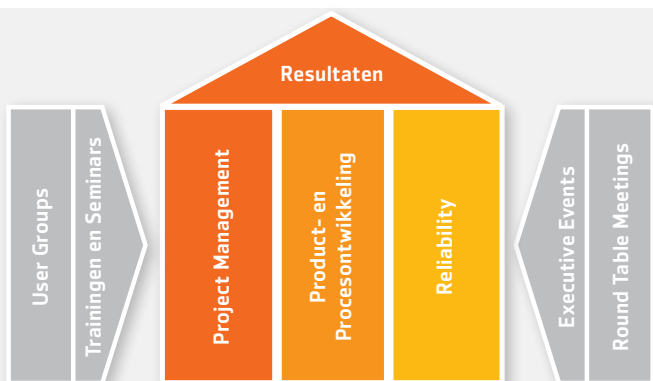 Resultaten
User Groups
Trainingen en Seminars
Project Management
Product- en
Procesontwikkeling
Reliability
Executive Events
Round Table Meetings